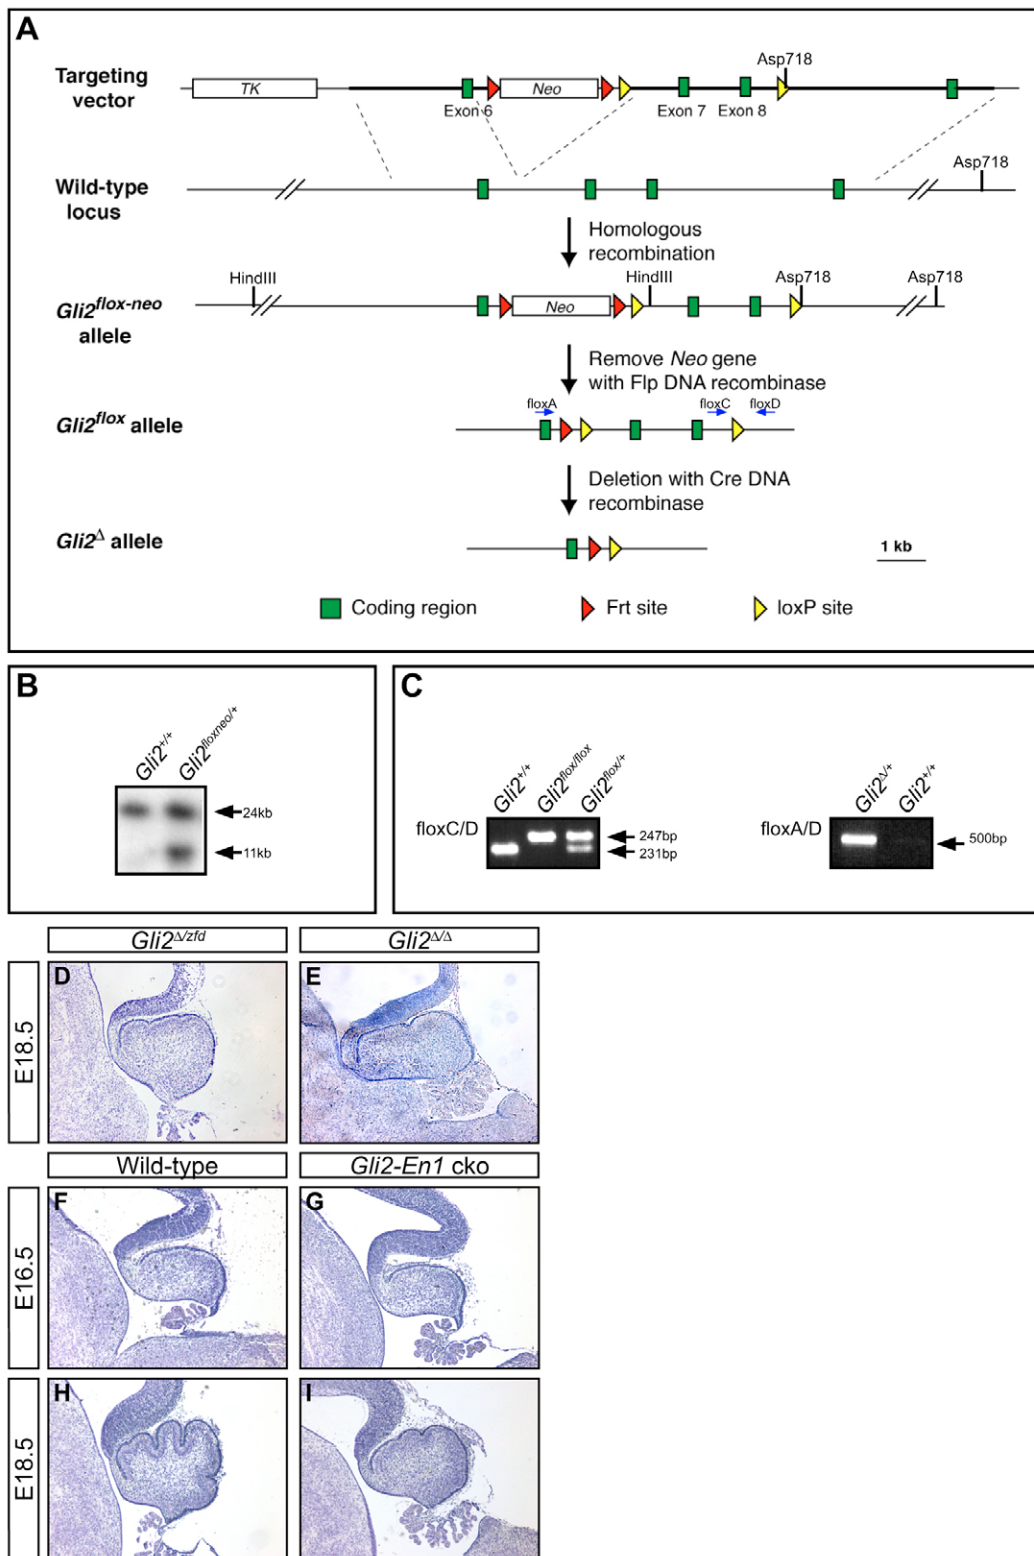 A
Targeting
vector
TK
Exon 6
Neo
Exon 7
Exon 8
Asp718
Wild-type
locus
Asp718
Homologous
recombination
HindIII
HindIII
Asp718
Asp718
Gli2flox-neo
allele
Neo
Remove Neo gene
with Flp DNA recombinase
floxA
floxC
floxD
Gli2flox allele
Deletion with Cre DNA
recombinase
Gli2Δ allele
1 kb
Coding region
Frt site
loxP site
B
Gli2+/+
Gli2floxneo/+
24kb
11kb
C
Gli2+/+
Gli2flox/flox
Gli2flox/+
floxC/D
247bp
231bp
Gli2Δ/+
Gli2+/+
floxA/D
500bp
Gli2Δ/zfd
Gli2Δ/Δ
E18.5
D
E
Wild-type
Gli2-En1 cko
E16.5
F
G
E18.5
H
I